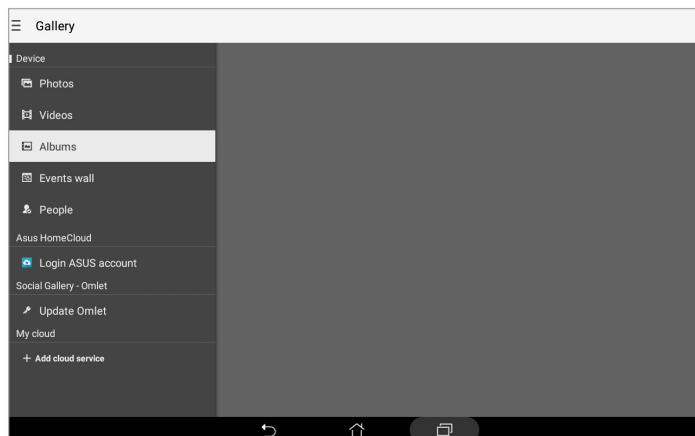 Gallery
Device
Photos
Videos
Albums
Events wall
People
Asus HomeCloud
Login ASUS account
Social Gallery - Omlet
Update Omlet
My cloud
+ Add cloud service